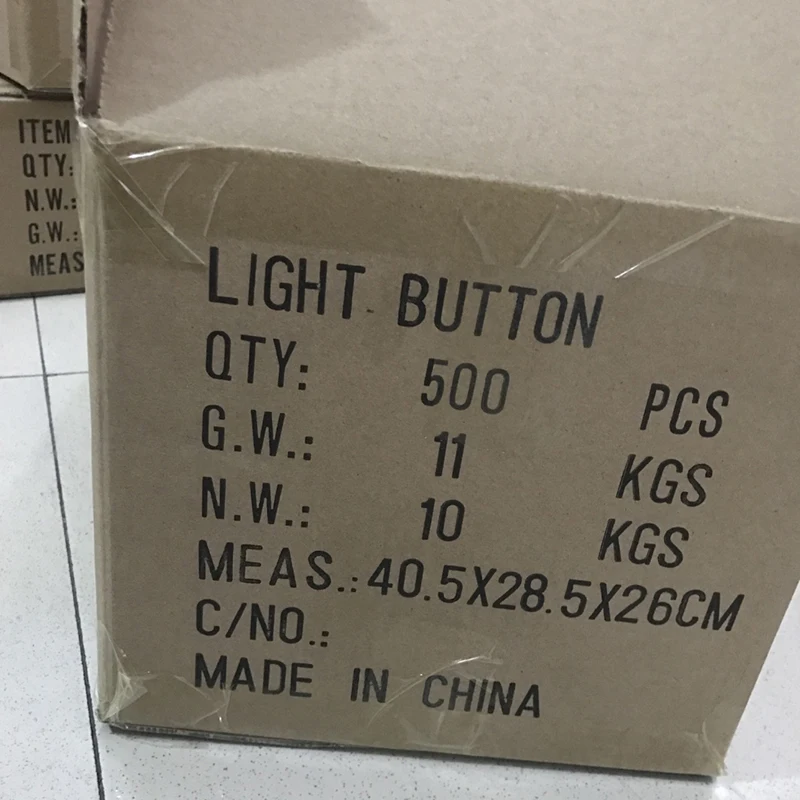 ITEM
QTY:
N.W.:
G.W.:
MEAS
LIGHT BUTTON
QTY: 500 PCS
G.W.: 11 KGS
N.W.: 10 KGS
MEAS.: 40.5X28.5X26CM
C/NO.:
MADE IN CHINA